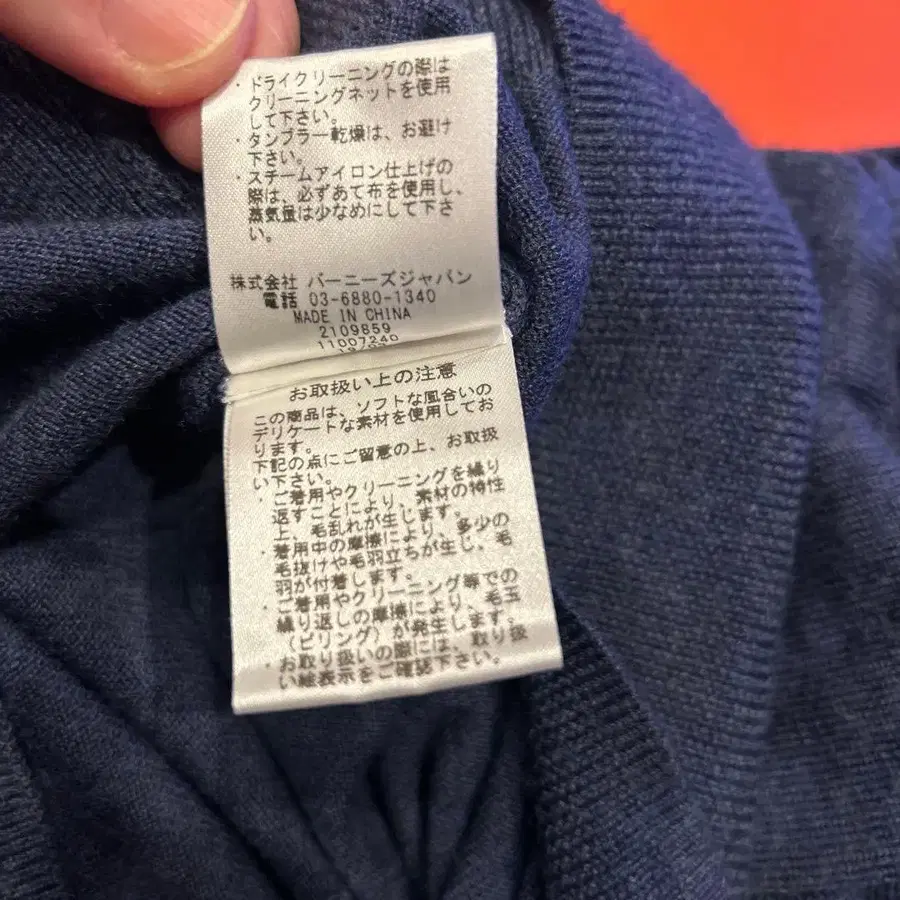 ・ドライクリーニングの際は
クリーニングネットを使用
して下さい。
・タンブラー乾燥は、お避け
下さい。
・スチームアイロン仕上げの
際は、必ずあて布を使用し、
蒸気量は少なめにして下さ
い。
株式会社 バーニーズジャパン
電話 03-6880-1340
MADE IN CHINA
2109859
11007240
お取扱い上の注意
この商品は、ソフトな風合いの
デリケートな素材を使用してお
ります。
下記の点にご留意の上、お取扱
い下さい。
・ご着用やクリーニングを繰り
返すことにより、素材の特性
上、毛乱れが生じます。
・着用中の摩擦により、多少の
毛抜けや毛羽立ちが生じ、毛
羽が付着します。
・ご着用やクリーニング等での
繰り返しの摩擦により、毛玉
(ピリング)が発生します。
・お取り扱いの際には、取り扱
い絵表示をご確認下さい。